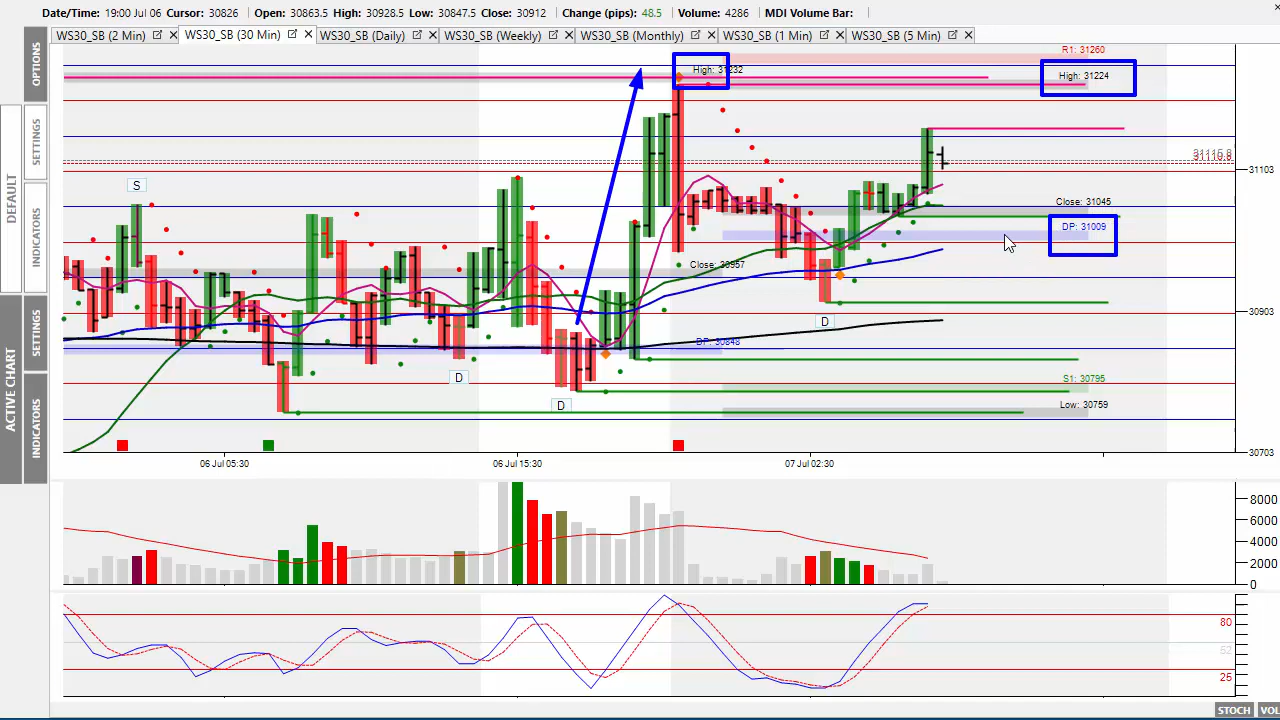 Date/Time: 19:00 Jul 06 Cursor: 30826 Open: 30863.5 High: 30928.5 Low: 30847.5 Close: 30912 Change (pips): 48.5 Volume: 4286 MDI Volume Bar:
WS30_SB (2 Min) WS30_SB (30 Min) WS30_SB (Daily) WS30_SB (Weekly) WS30_SB (Monthly) WS30_SB (1 Min) WS30_SB (5 Min)
OPTIONS
SETTINGS
DEFAULT
INDICATORS
SETTINGS
ACTIVE CHART
INDICATORS
R1: 31260
High: 31232
High: 31224
31103
S
Close: 31045
DP: 31009
Close: 30957
30903
D
DP: 30848
D
D
S1: 30795
Low: 30759
30703
06 Jul 05:30 06 Jul 15:30 07 Jul 02:30
8000
6000
4000
2000
0
80
52
25
STOCH VOL